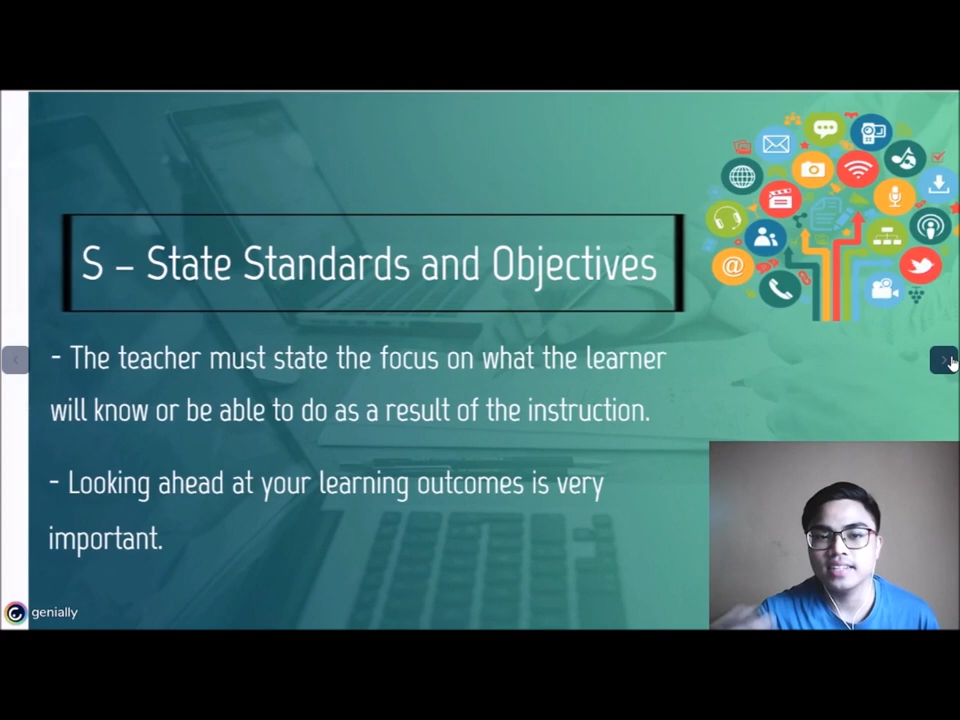 S – State Standards and Objectives
- The teacher must state the focus on what the learner
will know or be able to do as a result of the instruction.
- Looking ahead at your learning outcomes is very
important.
genially